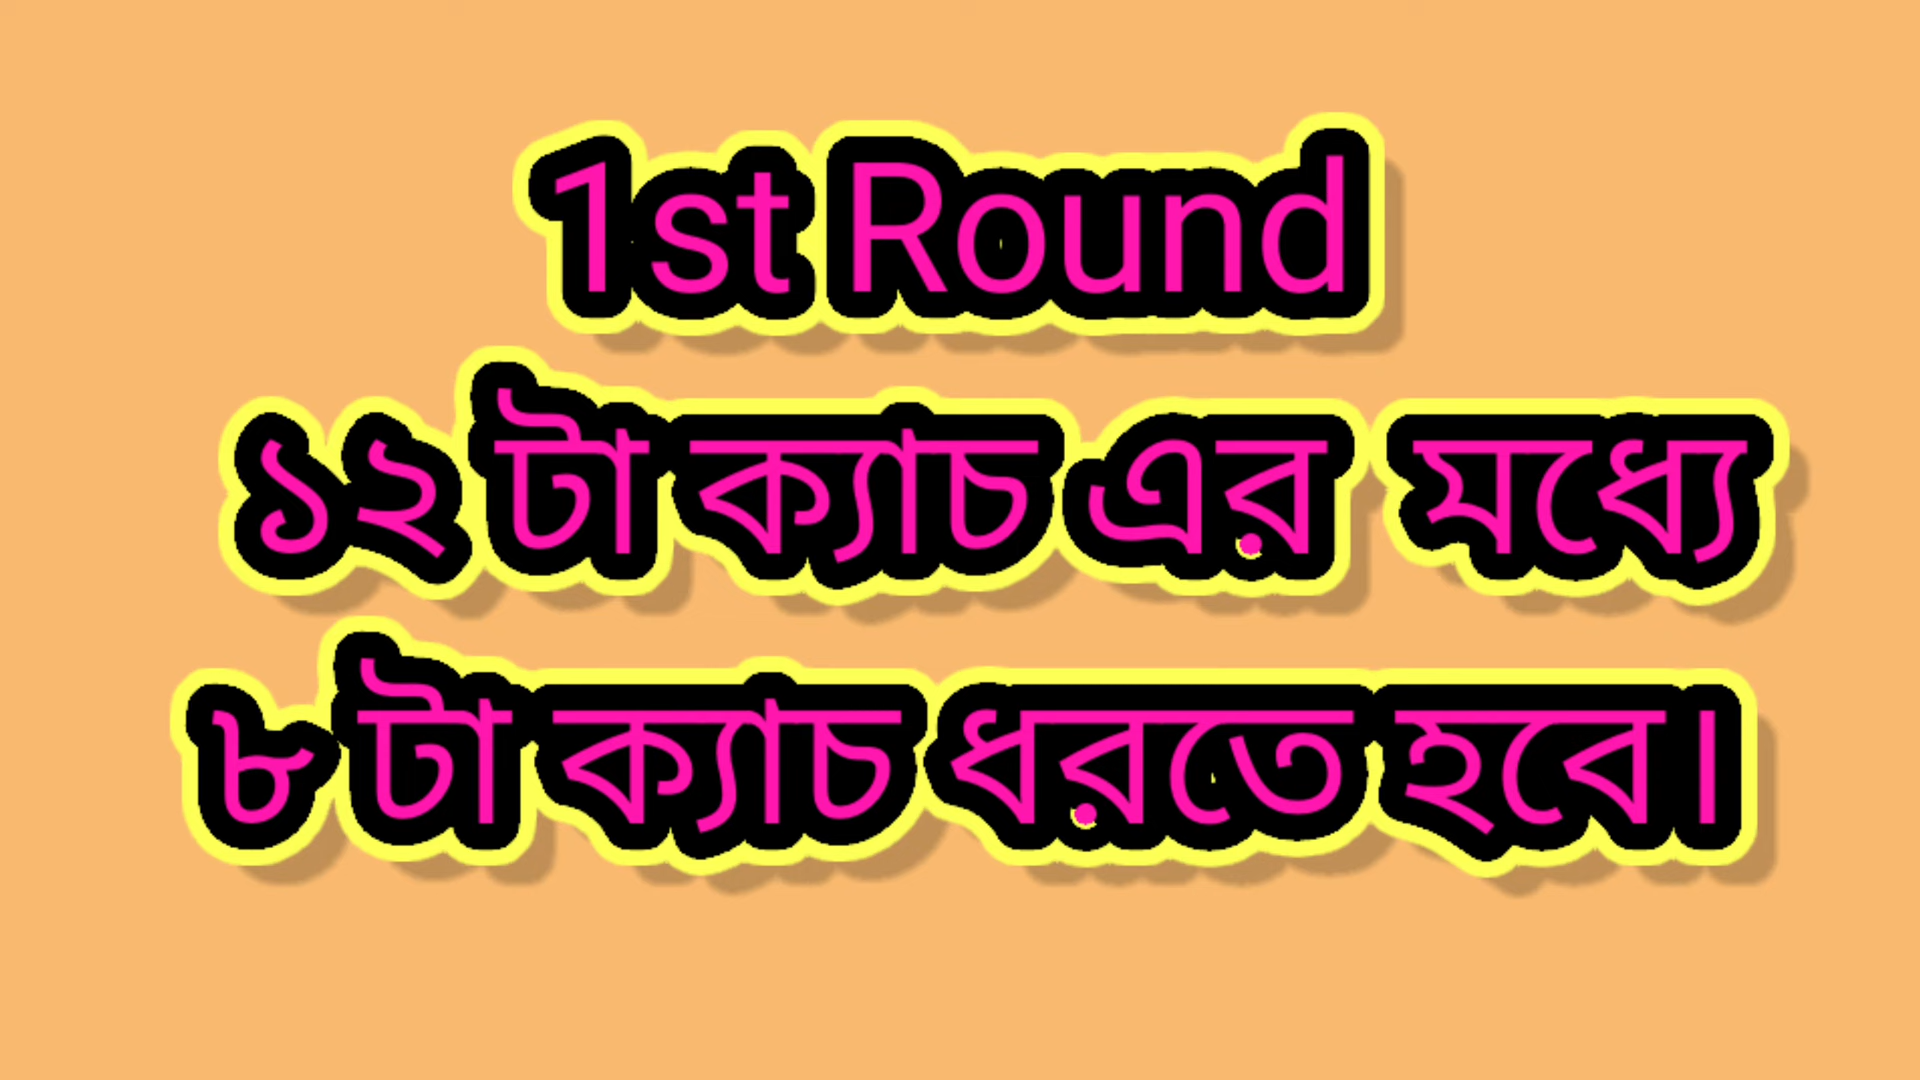 1st Round
১২ টা ক্যাচ এর মধ্যে
৮ টা ক্যাচ ধরতে হবে।